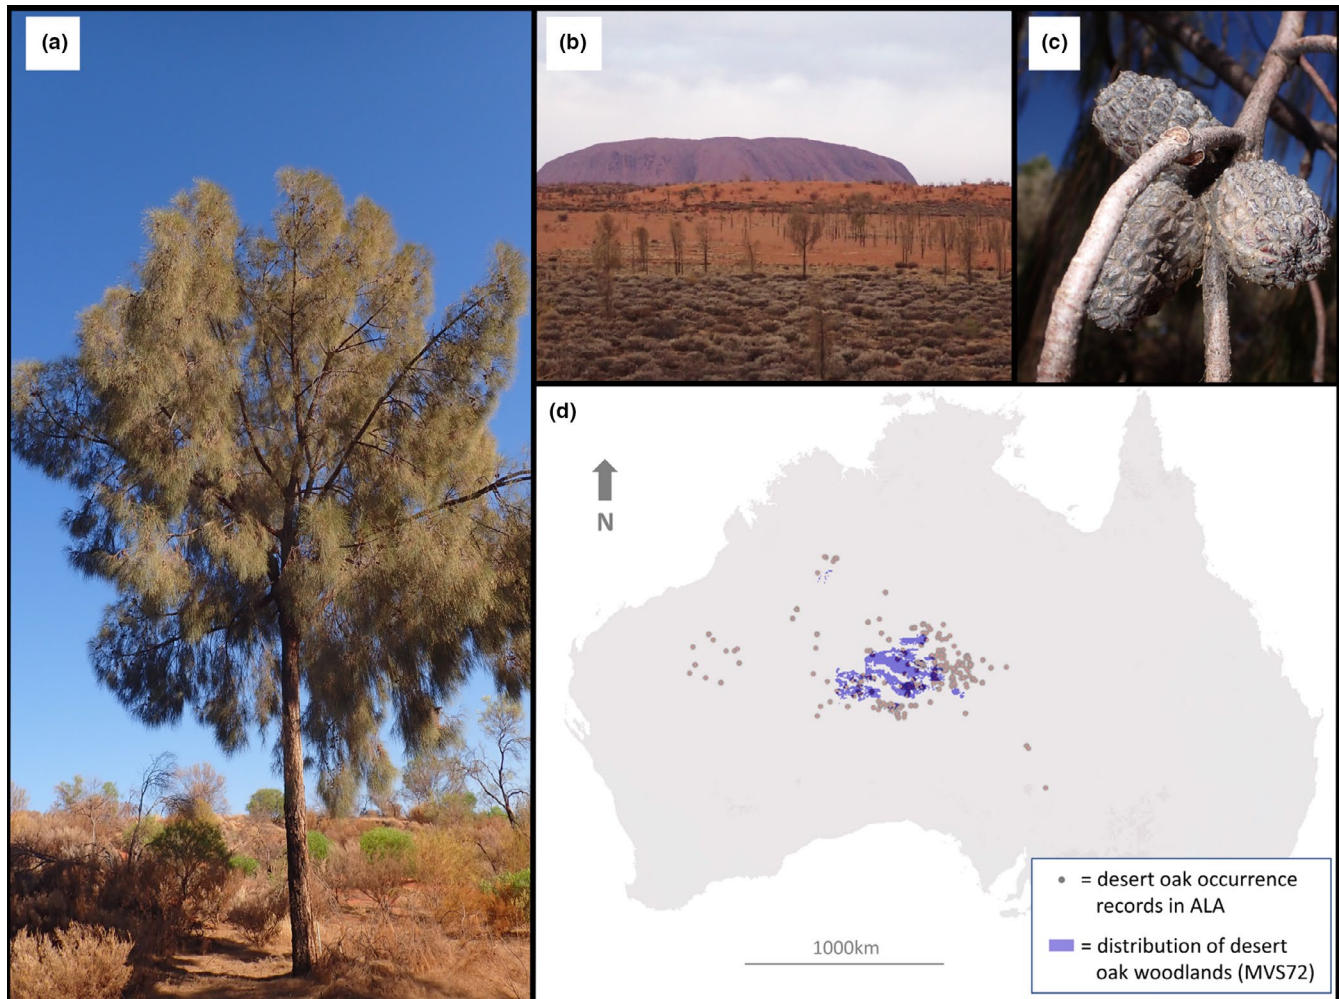 (a)
(b)
(c)
(d)
N
1000km
= desert oak occurrence
records in ALA
= distribution of desert
oak woodlands (MVS72)